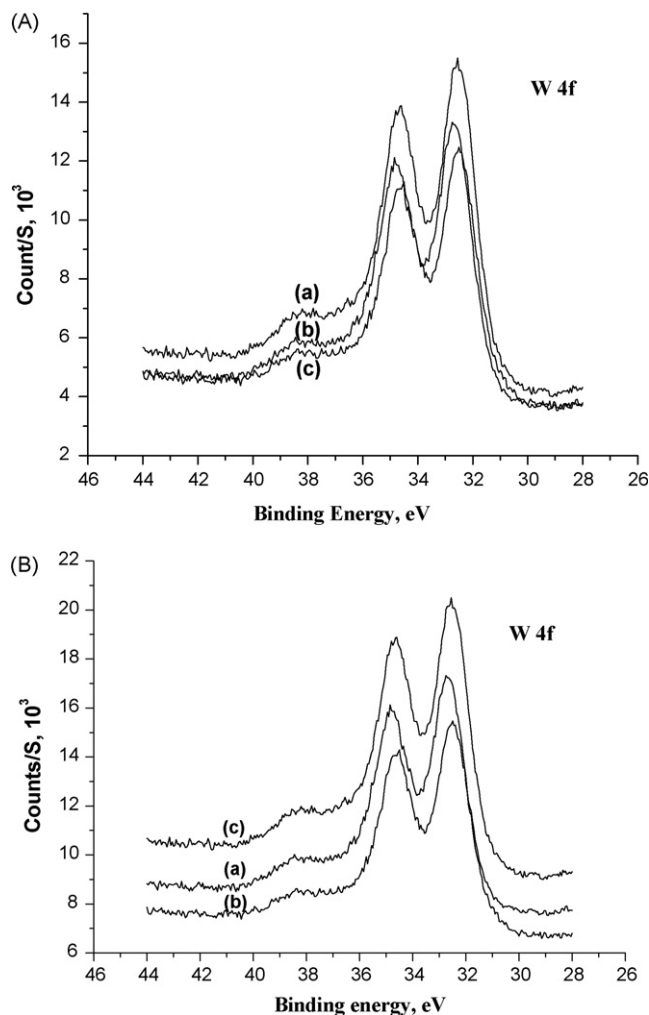 (A)
16
14
12
10
8
6
4
2
Count/S, 10³
W 4f
(a)
(b)
(c)
46 44 42 40 38 36 34 32 30 28 26
Binding Energy, eV
(B)
22
20
18
16
14
12
10
8
6
Counts/S, 10³
W 4f
(c)
(a)
(b)
46 44 42 40 38 36 34 32 30 28 26
Binding energy, eV